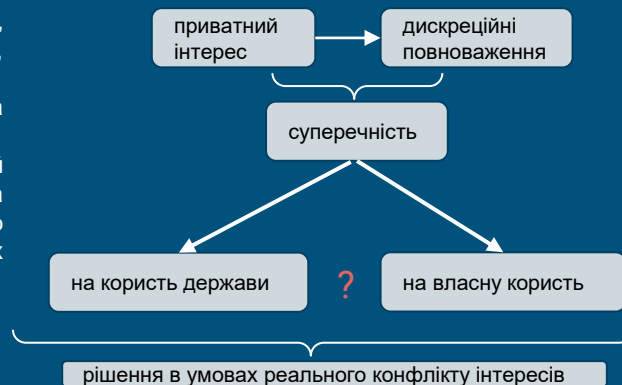 приватний
інтерес
дискреційні
повноваження
суперечність
на користь держави
?
на власну користь
рішення в умовах реального конфлікту інтересів